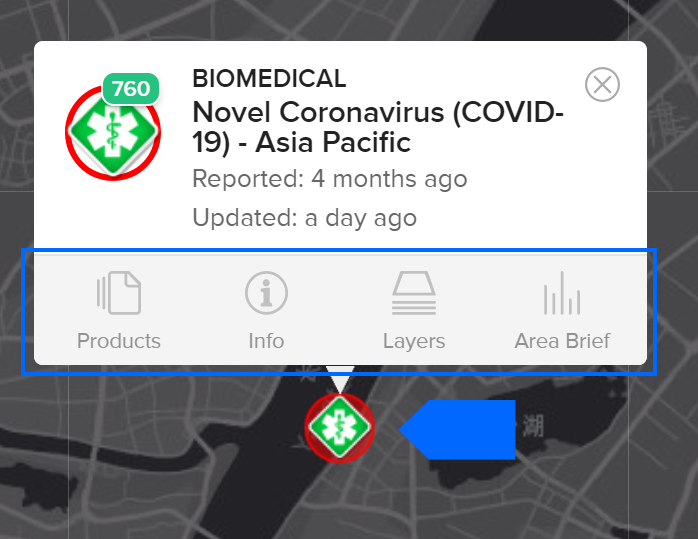 760
BIOMEDICAL
Novel Coronavirus (COVID-
19) - Asia Pacific
Reported: 4 months ago
Updated: a day ago
Products
Info
Layers
Area Brief
湖